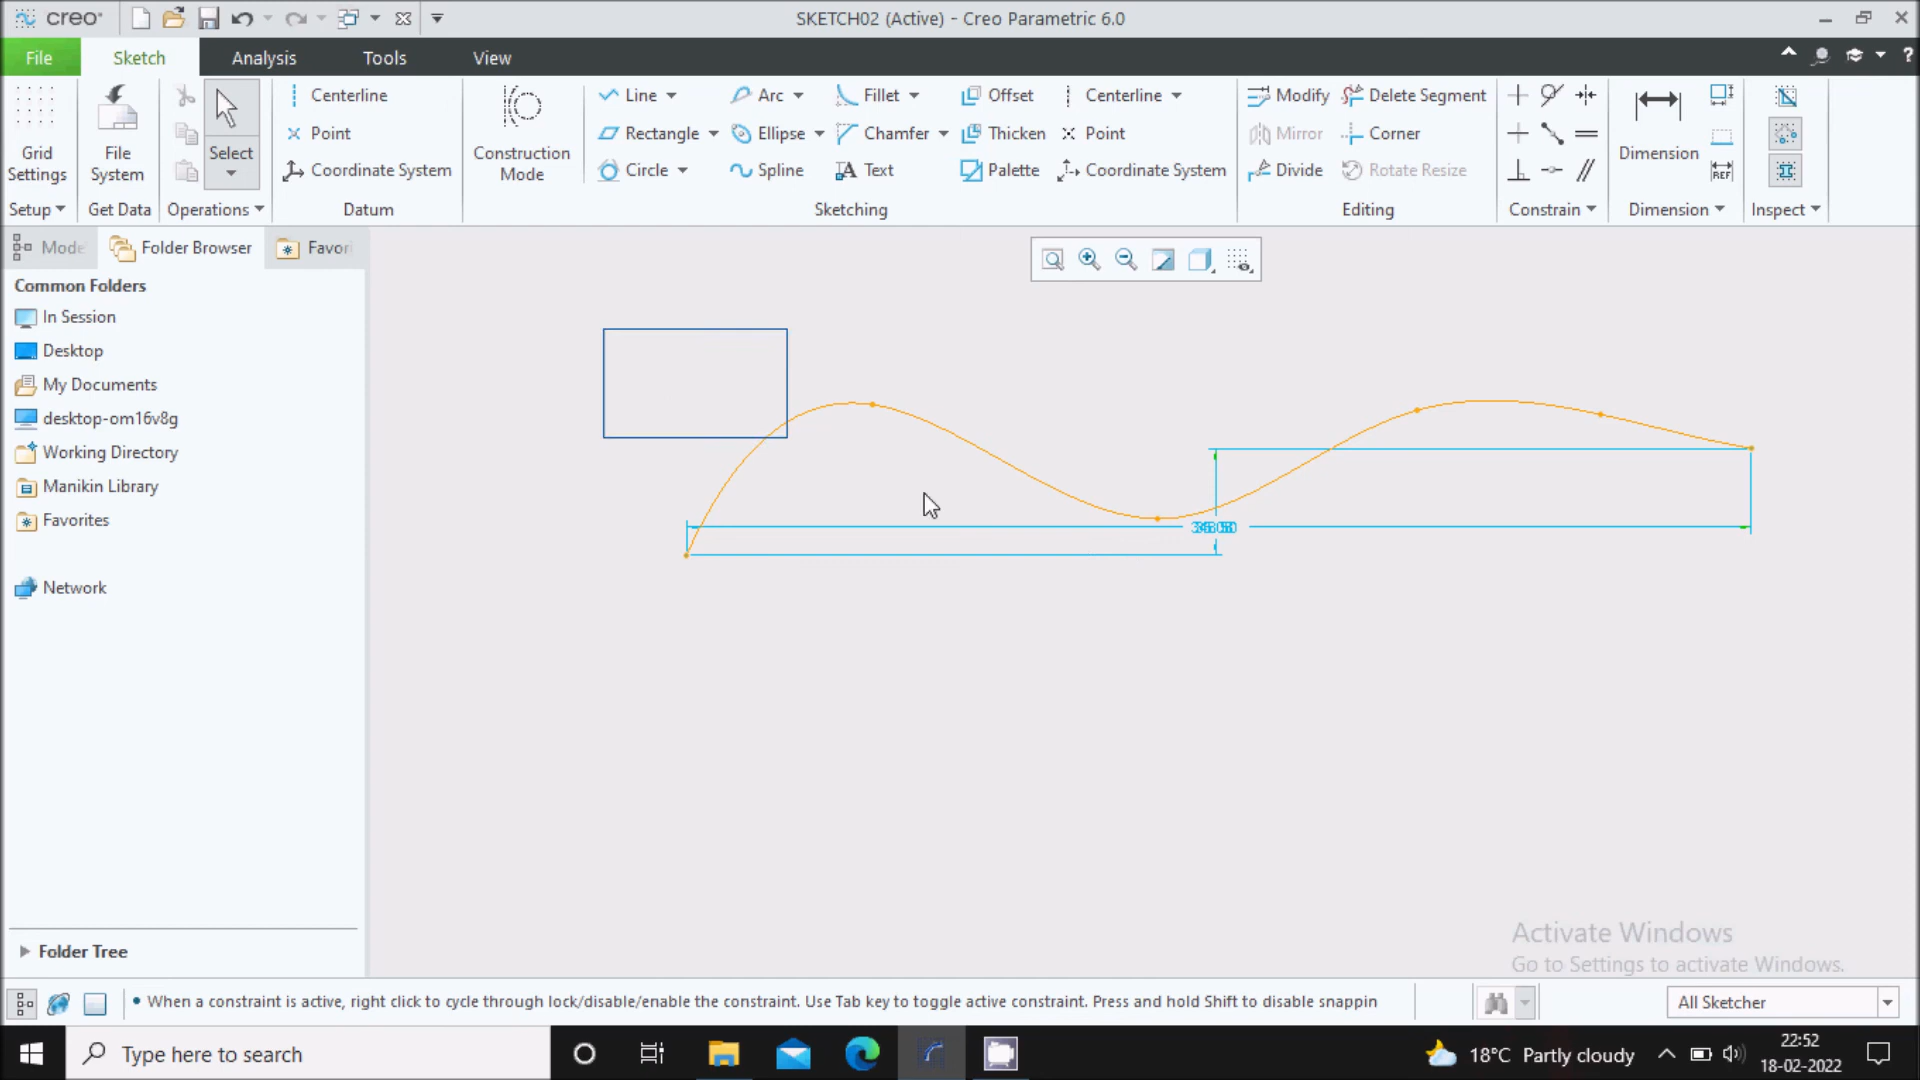 creo®
SKETCH02 (Active) - Creo Parametric 6.0
File Sketch Analysis Tools View
Centerline
Point
Coordinate System
Line Arc Fillet Offset Centerline
Rectangle Ellipse Chamfer Thicken Point
Circle Spline Text Palette Coordinate System
Modify Delete Segment
Mirror Corner
Divide Rotate Resize
Grid Settings
File System
Select
Construction Mode
Dimension
REF
Setup Get Data Operations Datum Sketching Editing Constrain Dimension Inspect
Mode Folder Browser Favori
Common Folders
In Session
Desktop
My Documents
desktop-om16v8g
Working Directory
Manikin Library
Favorites
Network
Folder Tree
Activate Windows
Go to Settings to activate Windows.
• When a constraint is active, right click to cycle through lock/disable/enable the constraint. Use Tab key to toggle active constraint. Press and hold Shift to disable snappin
All Sketcher
Type here to search
18°C Partly cloudy
22:52
18-02-2022